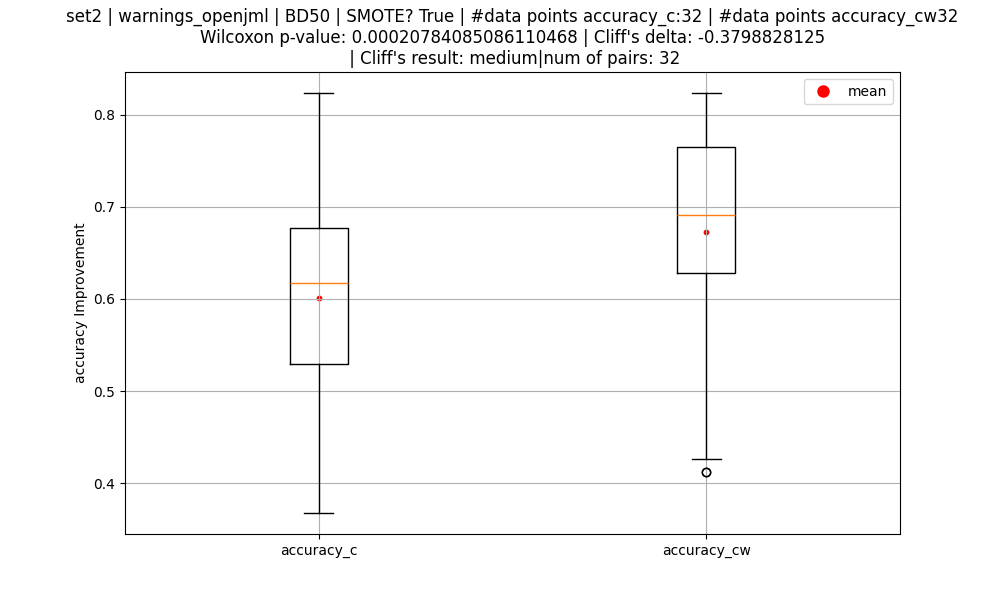 set2 | warnings_openjml | BD50 | SMOTE? True | #data points accuracy_c:32 | #data points accuracy_cw32
Wilcoxon p-value: 0.00020784085086110468 | Cliff's delta: -0.3798828125
| Cliff's result: medium|num of pairs: 32
mean
0.8
0.7
0.6
0.5
0.4
accuracy Improvement
accuracy_c
accuracy_cw